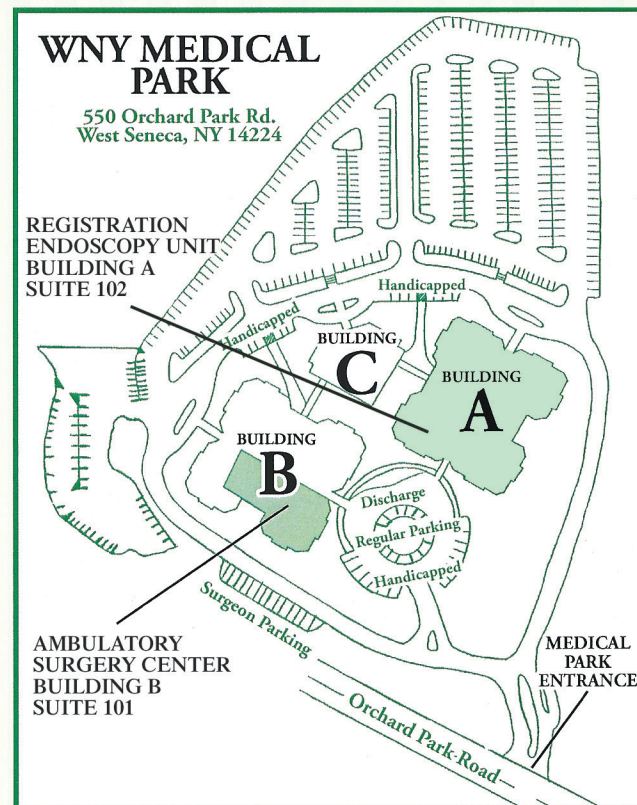 WNY MEDICAL
PARK
550 Orchard Park Rd.
West Seneca, NY 14224
REGISTRATION
ENDOSCOPY UNIT
BUILDING A
SUITE 102
Handicapped
Handicapped
BUILDING
C
BUILDING
A
BUILDING
B
Discharge
Regular Parking
Handicapped
Surgeon Parking
AMBULATORY
SURGERY CENTER
BUILDING B
SUITE 101
MEDICAL
PARK
ENTRANCE
Orchard Park Road